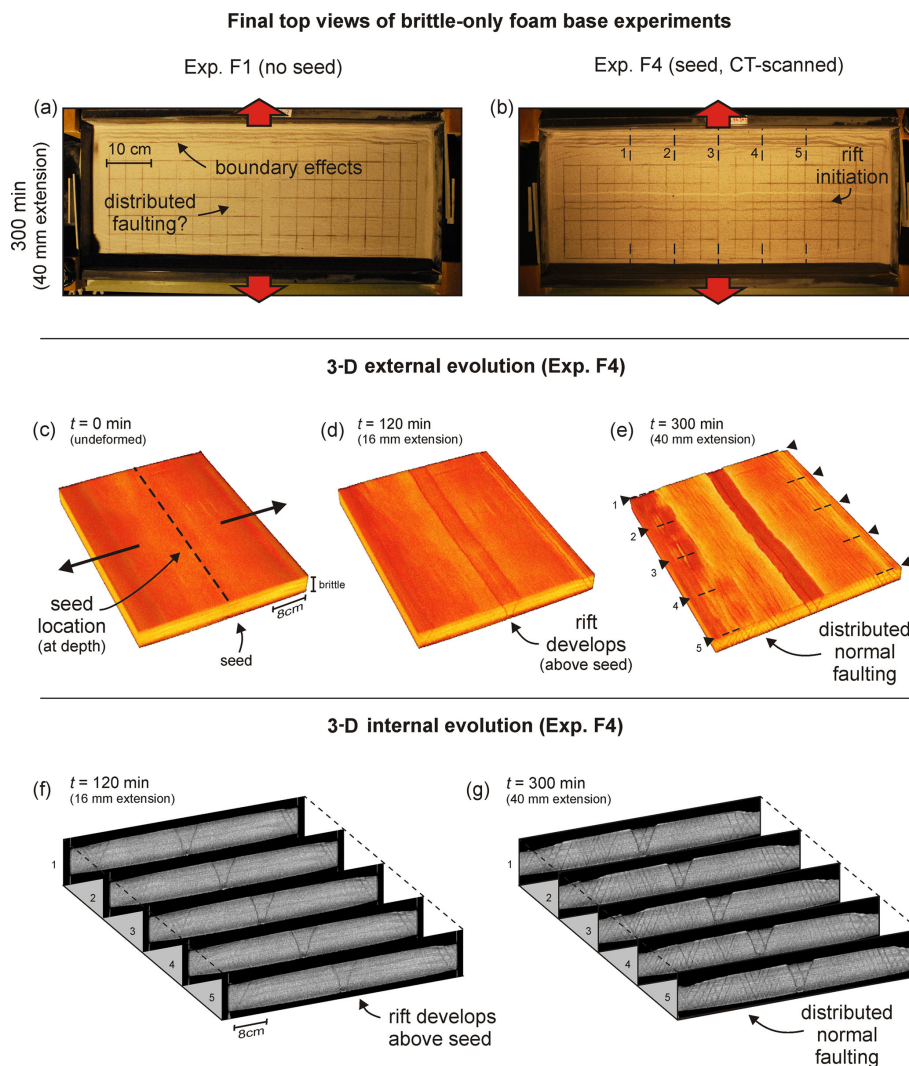 Final top views of brittle-only foam base experiments
Exp. F1 (no seed)
Exp. F4 (seed, CT-scanned)
(a)
(b)
300 min
(40 mm extension)
10 cm
boundary effects
distributed
faulting?
1 2 3 4 5
rift
initiation
3-D external evolution (Exp. F4)
(c)
t = 0 min
(undeformed)
seed
location
(at depth)
seed
brittle
8cm
(d)
t = 120 min
(16 mm extension)
rift
develops
(above seed)
(e)
t = 300 min
(40 mm extension)
1
2
3
4
5
distributed
normal
faulting
3-D internal evolution (Exp. F4)
(f)
t = 120 min
(16 mm extension)
1
2
3
4
5
8cm
rift develops
above seed
(g)
t = 300 min
(40 mm extension)
1
2
3
4
5
distributed
normal
faulting